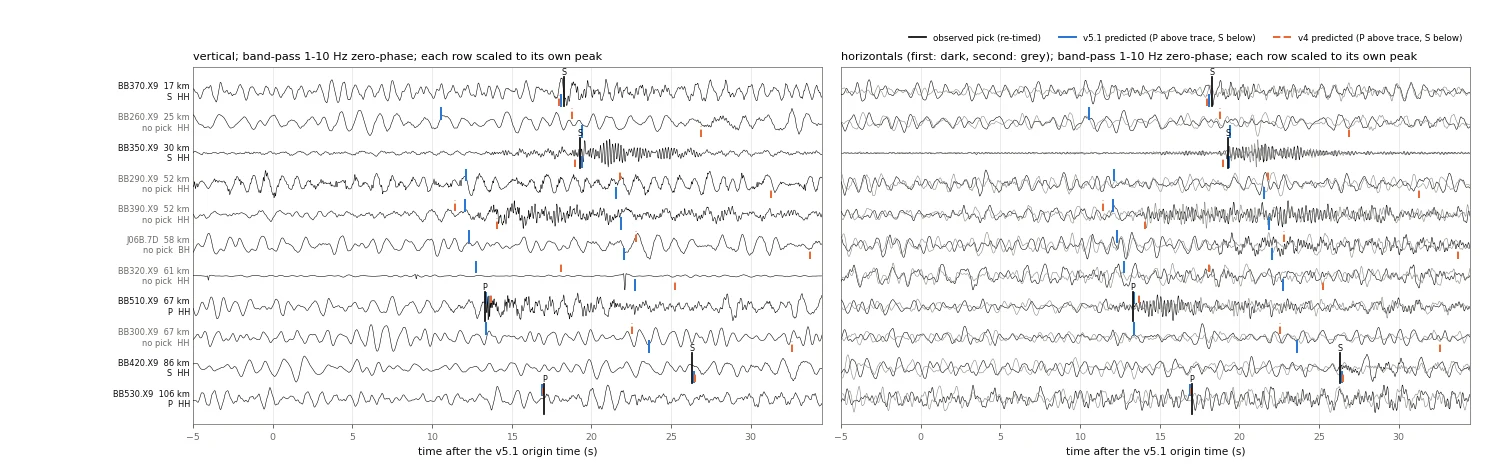 observed pick (re-timed) v5.1 predicted (P above trace, S below) v4 predicted (P above trace, S below)
vertical; band-pass 1-10 Hz zero-phase; each row scaled to its own peak
horizontals (first: dark, second: grey); band-pass 1-10 Hz zero-phase; each row scaled to its own peak
BB370.X9 17 km
S HH
BB260.X9 25 km
no pick HH
BB350.X9 30 km
S HH
BB290.X9 52 km
no pick HH
BB390.X9 52 km
no pick HH
J06B.7D 58 km
no pick BH
BB320.X9 61 km
no pick HH
BB510.X9 67 km
P HH
BB300.X9 67 km
no pick HH
BB420.X9 86 km
S HH
BB530.X9 106 km
P HH
S
S
P
S
P
S
S
P
S
P
−5 0 5 10 15 20 25 30
−5 0 5 10 15 20 25 30
time after the v5.1 origin time (s)
time after the v5.1 origin time (s)